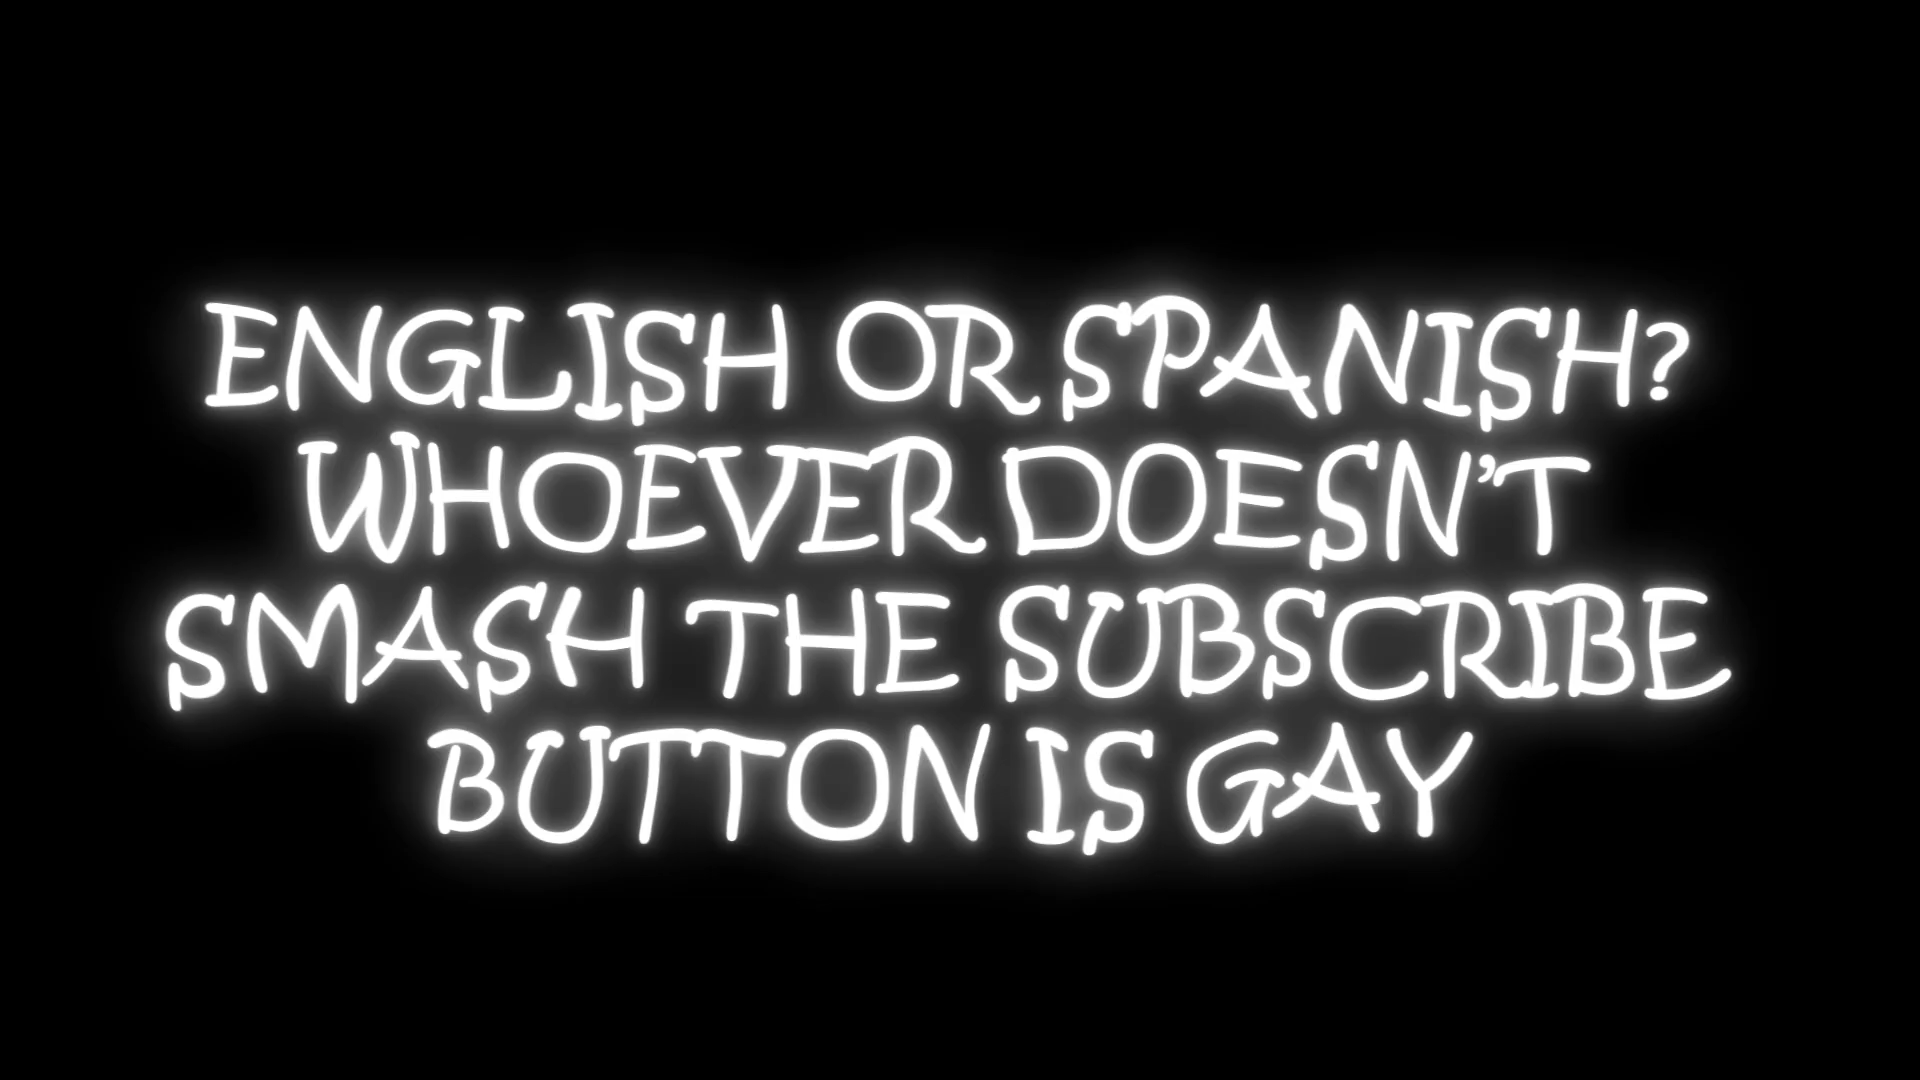 ENGLISH OR SPANISH?
WHOEVER DOESN'T
SMASH THE SUBSCRIBE
BUTTON IS GAY